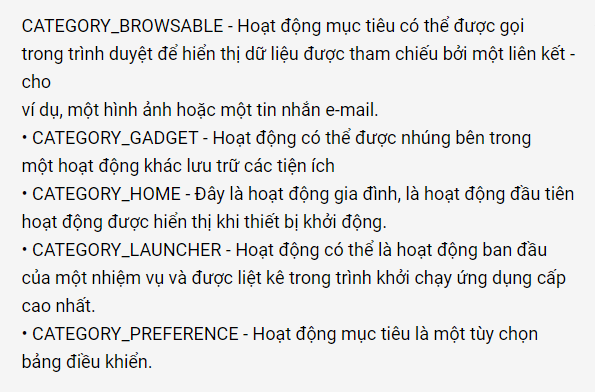 CATEGORY_BROWSABLE - Hoạt động mục tiêu có thể được gọi
trong trình duyệt để hiển thị dữ liệu được tham chiếu bởi một liên kết -
cho
ví dụ, một hình ảnh hoặc một tin nhắn e-mail.
• CATEGORY_GADGET - Hoạt động có thể được nhúng bên trong
một hoạt động khác lưu trữ các tiện ích
• CATEGORY_HOME - Đây là hoạt động gia đình, là hoạt động đầu tiên
hoạt động được hiển thị khi thiết bị khởi động.
• CATEGORY_LAUNCHER - Hoạt động có thể là hoạt động ban đầu
của một nhiệm vụ và được liệt kê trong trình khởi chạy ứng dụng cấp
cao nhất.
• CATEGORY_PREFERENCE - Hoạt động mục tiêu là một tùy chọn
bảng điều khiển.